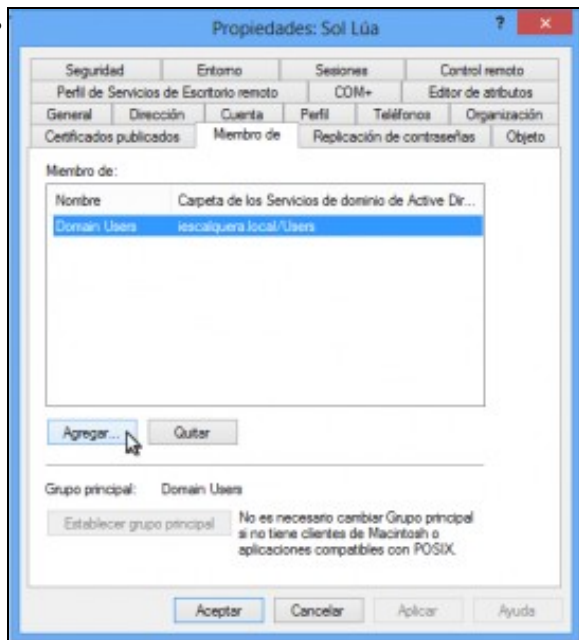 Propiedades: Sol Lúa
?
Seguridad Entorno Sesiones Control remoto
Perfil de Servicios de Escritorio remoto COM+ Editor de atributos
General Dirección Cuenta Perfil Teléfonos Organización
Certificados publicados Miembro de Replicación de contraseñas Objeto
Miembro de:
Nombre Carpeta de los Servicios de dominio de Active Dir...
Domain Users iescalquera.local/Users
Agregar... Quitar
Grupo principal: Domain Users
Establecer grupo principal
No es necesario cambiar Grupo principal
si no tiene clientes de Macintosh o
aplicaciones compatibles con POSIX.
Aceptar Cancelar Aplicar Ayuda